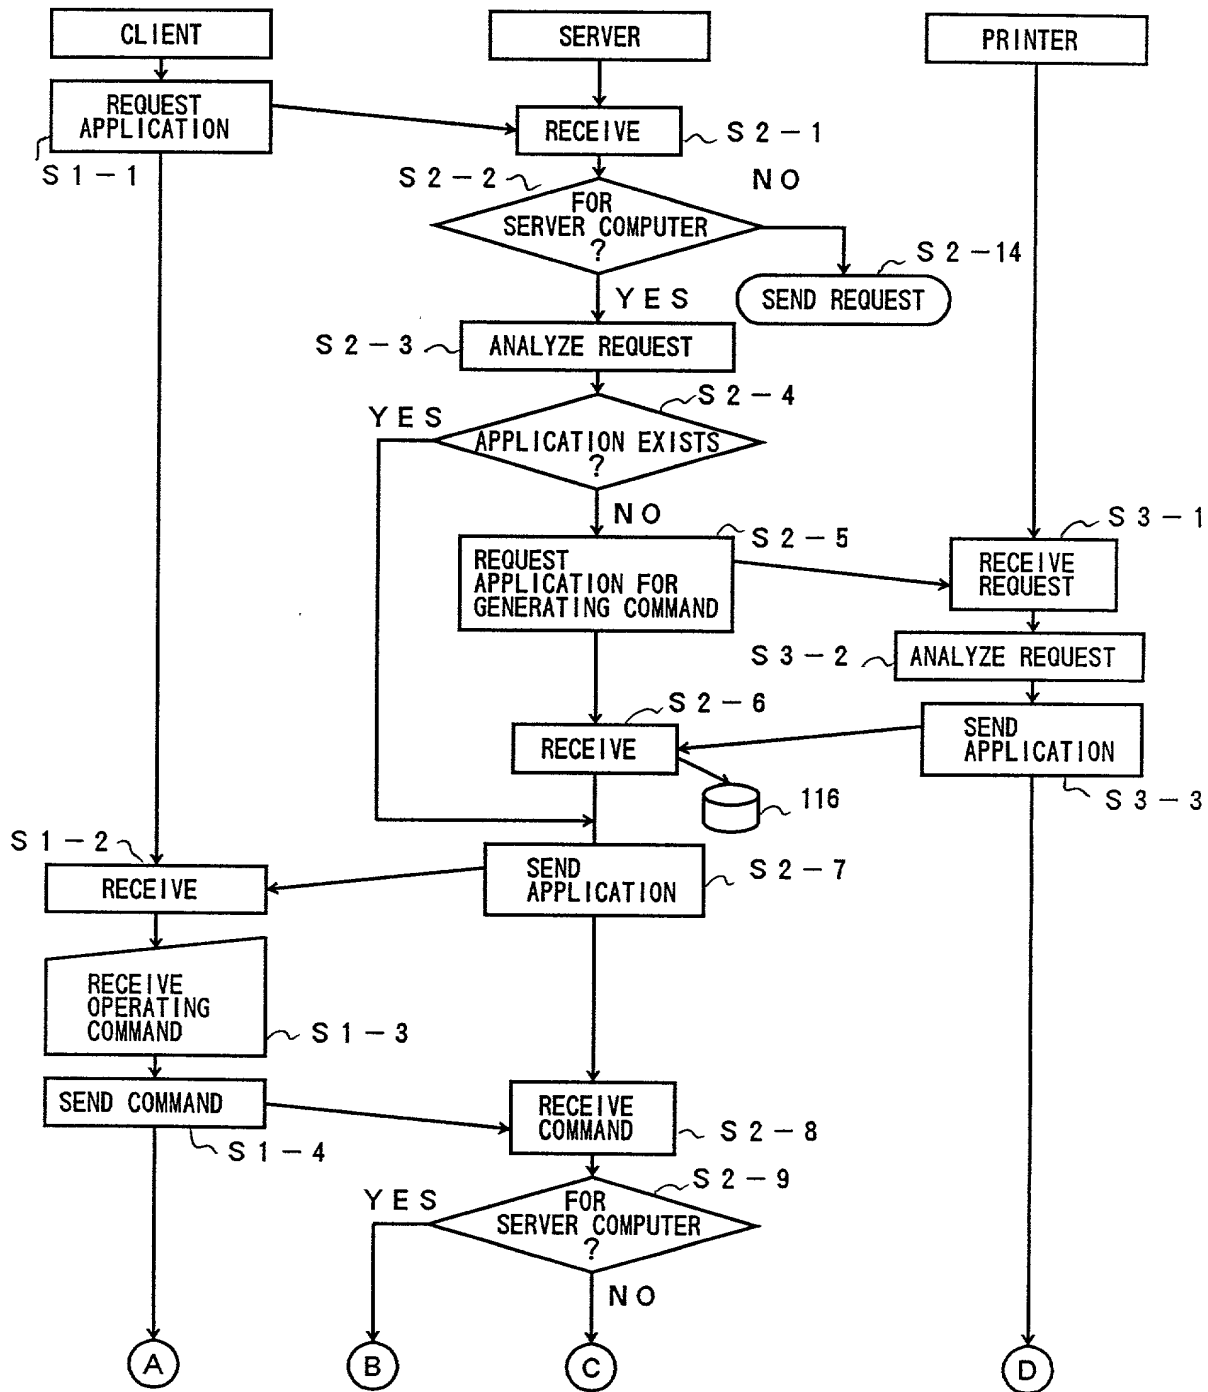 CLIENT
SERVER
PRINTER
REQUEST
APPLICATION
S1-1
RECEIVE
S2-1
S2-2
NO
FOR
SERVER COMPUTER
?
S2-14
SEND REQUEST
YES
S2-3
ANALYZE REQUEST
S2-4
YES
APPLICATION EXISTS
?
NO
S2-5
REQUEST
APPLICATION FOR
GENERATING COMMAND
S3-1
RECEIVE
REQUEST
S3-2
ANALYZE REQUEST
S2-6
RECEIVE
SEND
APPLICATION
S3-3
116
S1-2
RECEIVE
SEND
APPLICATION
S2-7
RECEIVE
OPERATING
COMMAND
S1-3
SEND COMMAND
S1-4
RECEIVE
COMMAND
S2-8
S2-9
YES
FOR
SERVER COMPUTER
?
NO
A
B
C
D